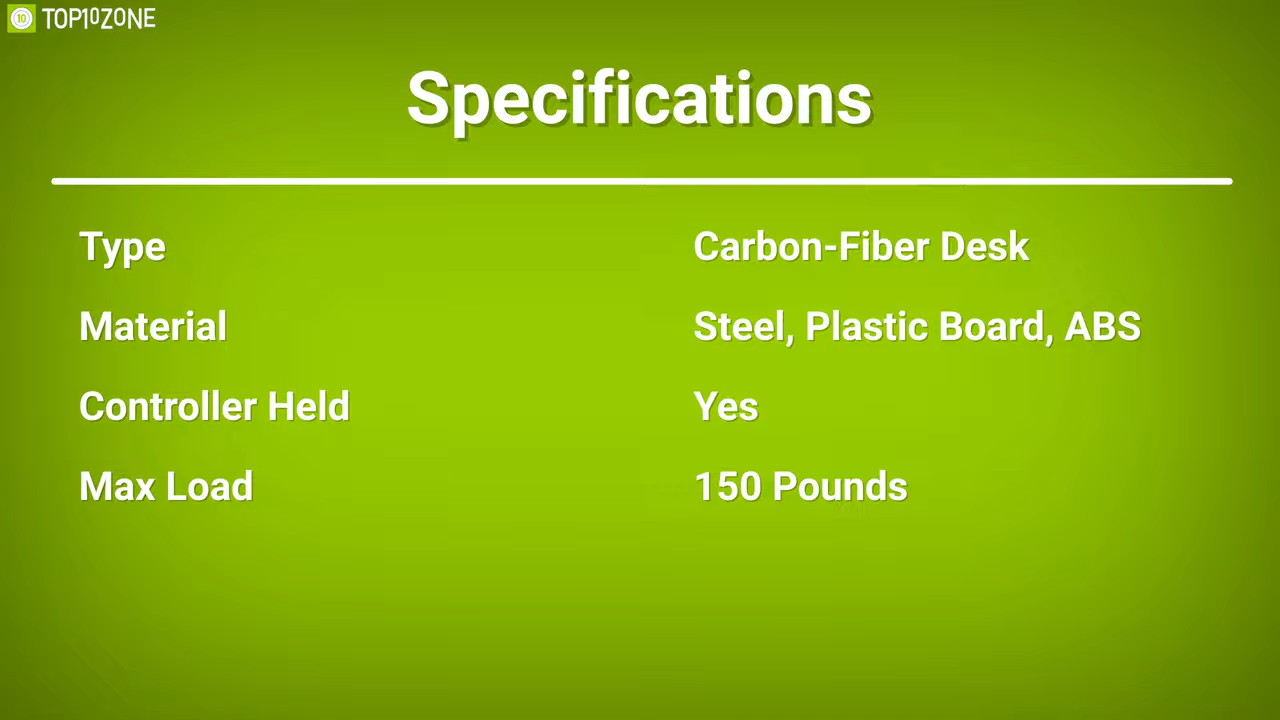 TOP10ZONE
Specifications
Type Carbon-Fiber Desk
Material Steel, Plastic Board, ABS
Controller Held Yes
Max Load 150 Pounds